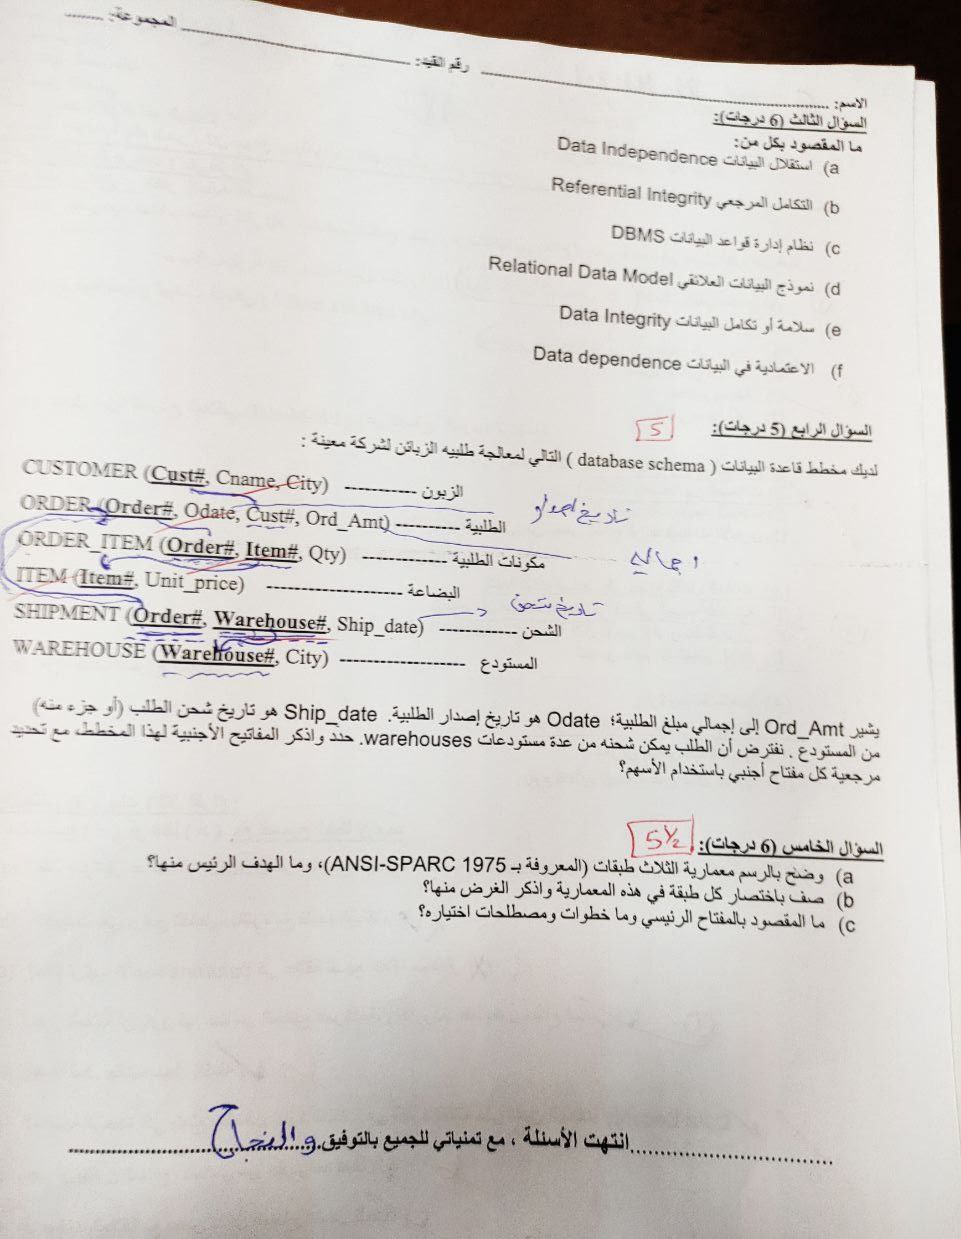 الاسم: ........................ رقم القيد: ........................ المجموعة: ........
السؤال الثالث (6 درجات):
ما المقصود بكل من:
a) استقلال البيانات Data Independence
b) التكامل المرجعي Referential Integrity
c) نظام إدارة قواعد البيانات DBMS
d) نموذج البيانات العلائقي Relational Data Model
e) سلامة أو تكامل البيانات Data Integrity
f) الاعتمادية في البيانات Data dependence
السؤال الرابع (5 درجات): 5
لديك مخطط قاعدة البيانات ( database schema ) التالي لمعالجة طلبيه الزبائن لشركة معينة :
CUSTOMER (Cust#, Cname, City) ----------- الزبون
ORDER (Order#, Odate, Cust#, Ord_Amt) ---------- الطلبية
ORDER_ITEM (Order#, Item#, Qty) ------------ مكونات الطلبية
ITEM (Item#, Unit_price) -------------------- البضاعة
SHIPMENT (Order#, Warehouse#, Ship_date) ------------ الشحن
WAREHOUSE (Warehouse#, City) ------------------- المستودع
يشير Ord_Amt إلى إجمالي مبلغ الطلبية؛ Odate هو تاريخ إصدار الطلبية. Ship_date هو تاريخ شحن الطلب (أو جزء منه)
من المستودع . نفترض أن الطلب يمكن شحنه من عدة مستودعات warehouses. حدد واذكر المفاتيح الأجنبية لهذا المخطط، مع تحديد
مرجعية كل مفتاح أجنبي باستخدام الأسهم؟
السؤال الخامس (6 درجات): 5½
a) وضح بالرسم معمارية الثلاث طبقات (المعروفة بـ ANSI-SPARC 1975)، وما الهدف الرئيس منها؟
b) صف باختصار كل طبقة في هذه المعمارية واذكر الغرض منها؟
c) ما المقصود بالمفتاح الرئيسي وما خطوات ومصطلحات اختياره؟
انتهت الأسئلة ، مع تمنياتي للجميع بالتوفيق والنجاح